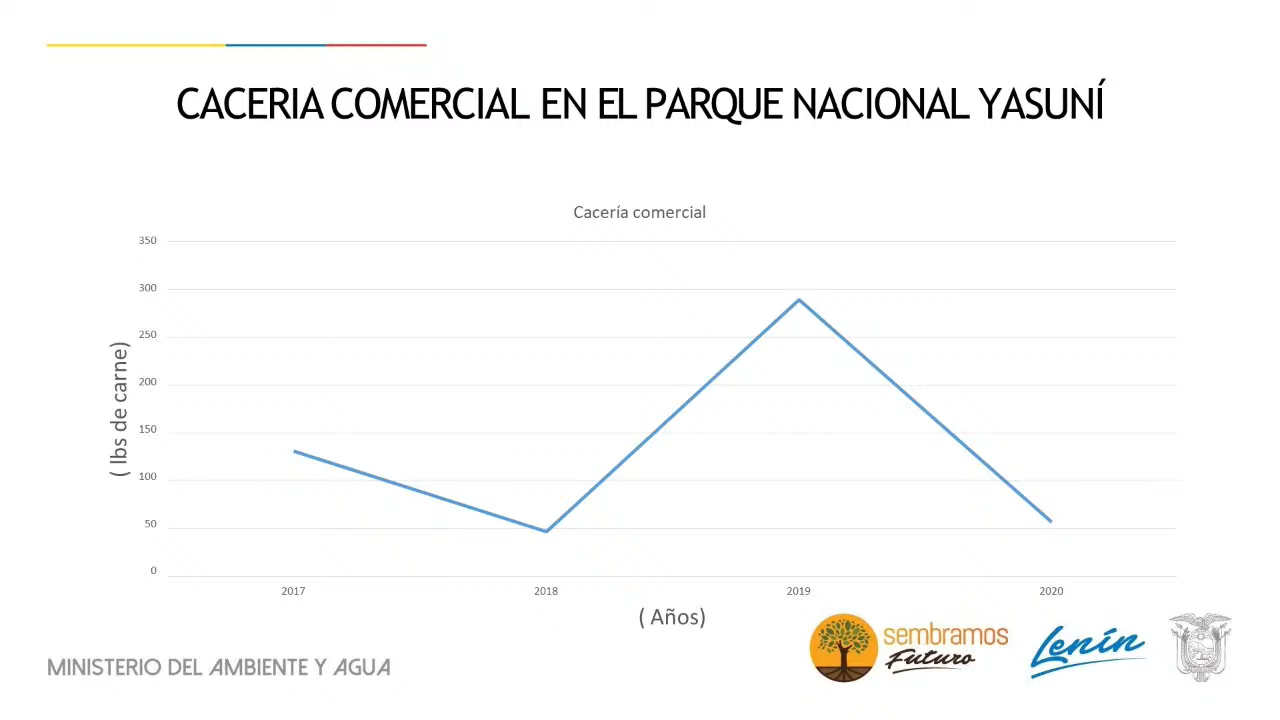 CACERIA COMERCIAL EN EL PARQUE NACIONAL YASUNÍ
Cacería comercial
350
300
250
200
150
100
50
0
( lbs de carne)
2017 2018 2019 2020
( Años)
MINISTERIO DEL AMBIENTE Y AGUA
sembramos
Futuro
Lenín